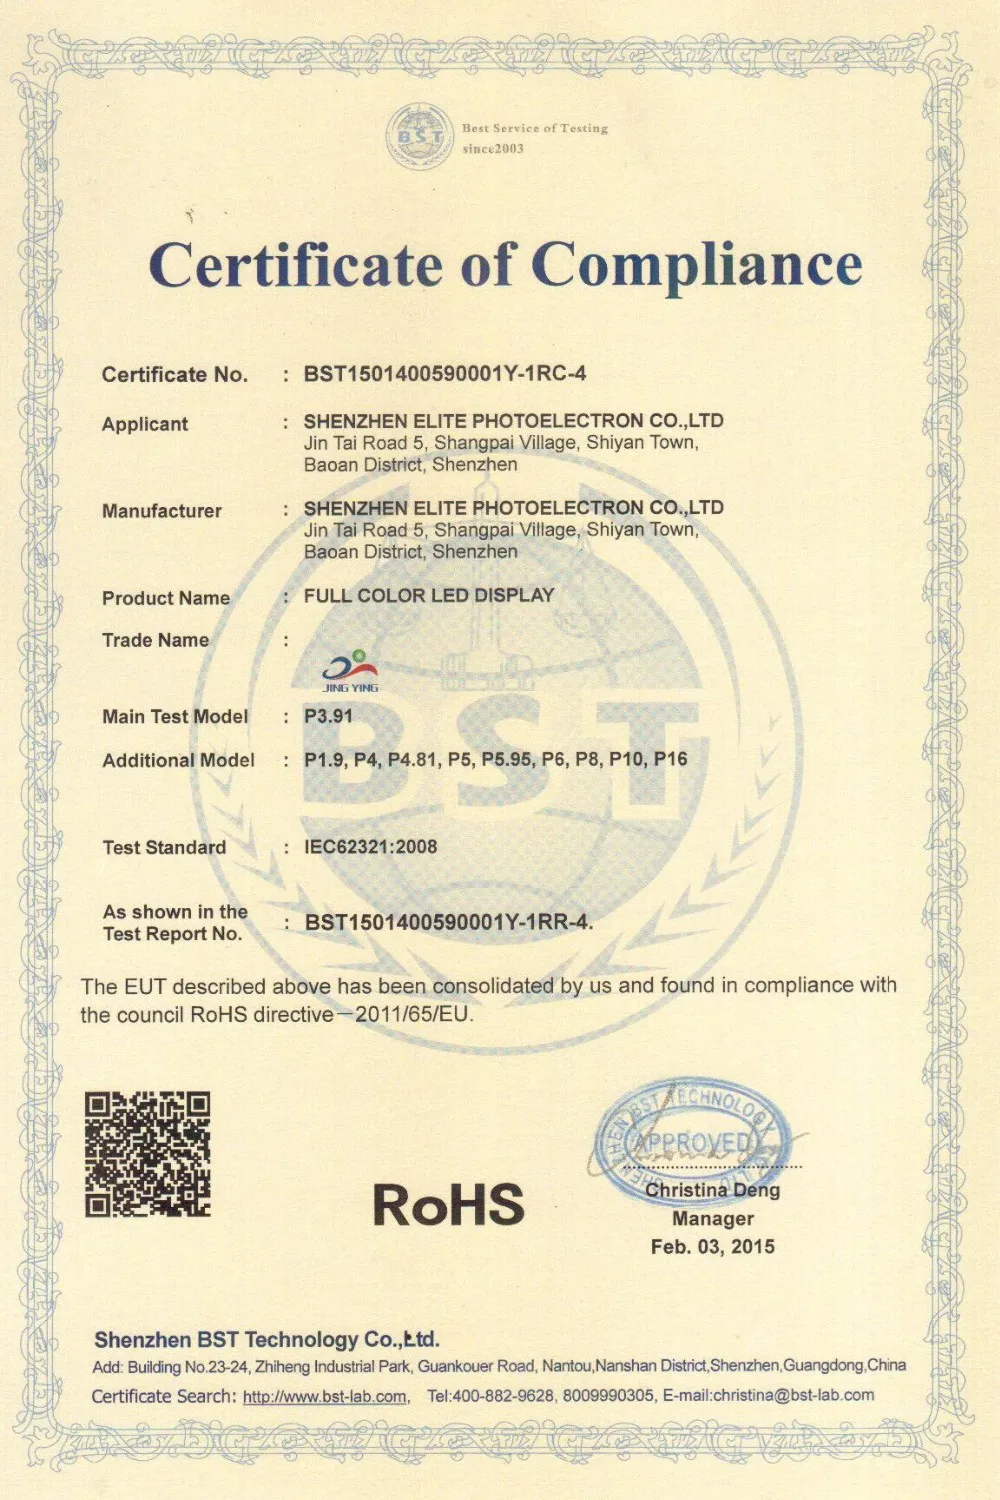 BST
Best Service of Testing
since2003
Certificate of Compliance
Certificate No. : BST1501400590001Y-1RC-4
Applicant : SHENZHEN ELITE PHOTOELECTRON CO.,LTD
Jin Tai Road 5, Shangpai Village, Shiyan Town,
Baoan District, Shenzhen
Manufacturer : SHENZHEN ELITE PHOTOELECTRON CO.,LTD
Jin Tai Road 5, Shangpai Village, Shiyan Town,
Baoan District, Shenzhen
Product Name : FULL COLOR LED DISPLAY
Trade Name :
JING YING
Main Test Model : P3.91
BST
Additional Model : P1.9, P4, P4.81, P5, P5.95, P6, P8, P10, P16
Test Standard : IEC62321:2008
As shown in the
Test Report No. : BST1501400590001Y-1RR-4.
The EUT described above has been consolidated by us and found in compliance with
the council RoHS directive—2011/65/EU.
RoHS
SHENZHEN BST TECHNOLOGY CO., LTD
APPROVED
Christina Deng
Manager
Feb. 03, 2015
Shenzhen BST Technology Co.,Ltd.
Add: Building No.23-24, Zhiheng Industrial Park, Guankouer Road, Nantou,Nanshan District,Shenzhen,Guangdong,China
Certificate Search: http://www.bst-lab.com, Tel:400-882-9628, 8009990305, E-mail:christina@bst-lab.com